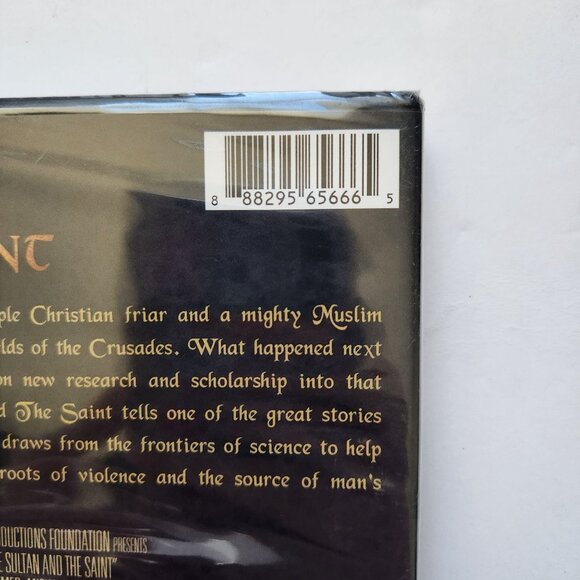 8 88295 65666 5
NT
ple Christian friar and a mighty Muslim
lds of the Crusades. What happened next
on new research and scholarship into that
d The Saint tells one of the great stories
draws from the frontiers of science to help
roots of violence and the source of man's
ODUCTIONS FOUNDATION PRESENTS
E SULTAN AND THE SAINT"